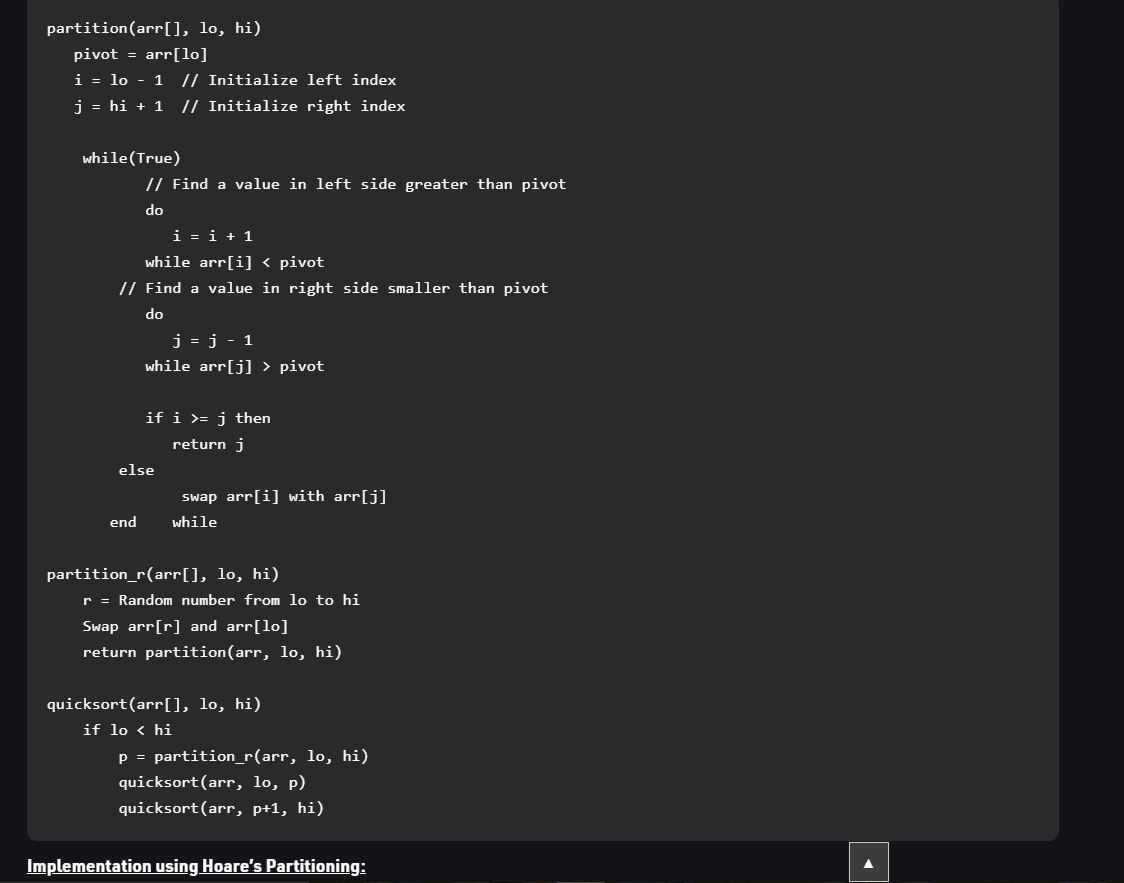 partition(arr[], lo, hi)
pivot = arr[lo]
i = lo - 1 // Initialize left index
j = hi + 1 // Initialize right index
while(True)
// Find a value in left side greater than pivot
do
i = i + 1
while arr[i] < pivot
// Find a value in right side smaller than pivot
do
j = j - 1
while arr[j] > pivot
if i >= j then
return j
else
swap arr[i] with arr[j]
end while
partition_r(arr[], lo, hi)
r = Random number from lo to hi
Swap arr[r] and arr[lo]
return partition(arr, lo, hi)
quicksort(arr[], lo, hi)
if lo < hi
p = partition_r(arr, lo, hi)
quicksort(arr, lo, p)
quicksort(arr, p+1, hi)
Implementation using Hoare’s Partitioning: